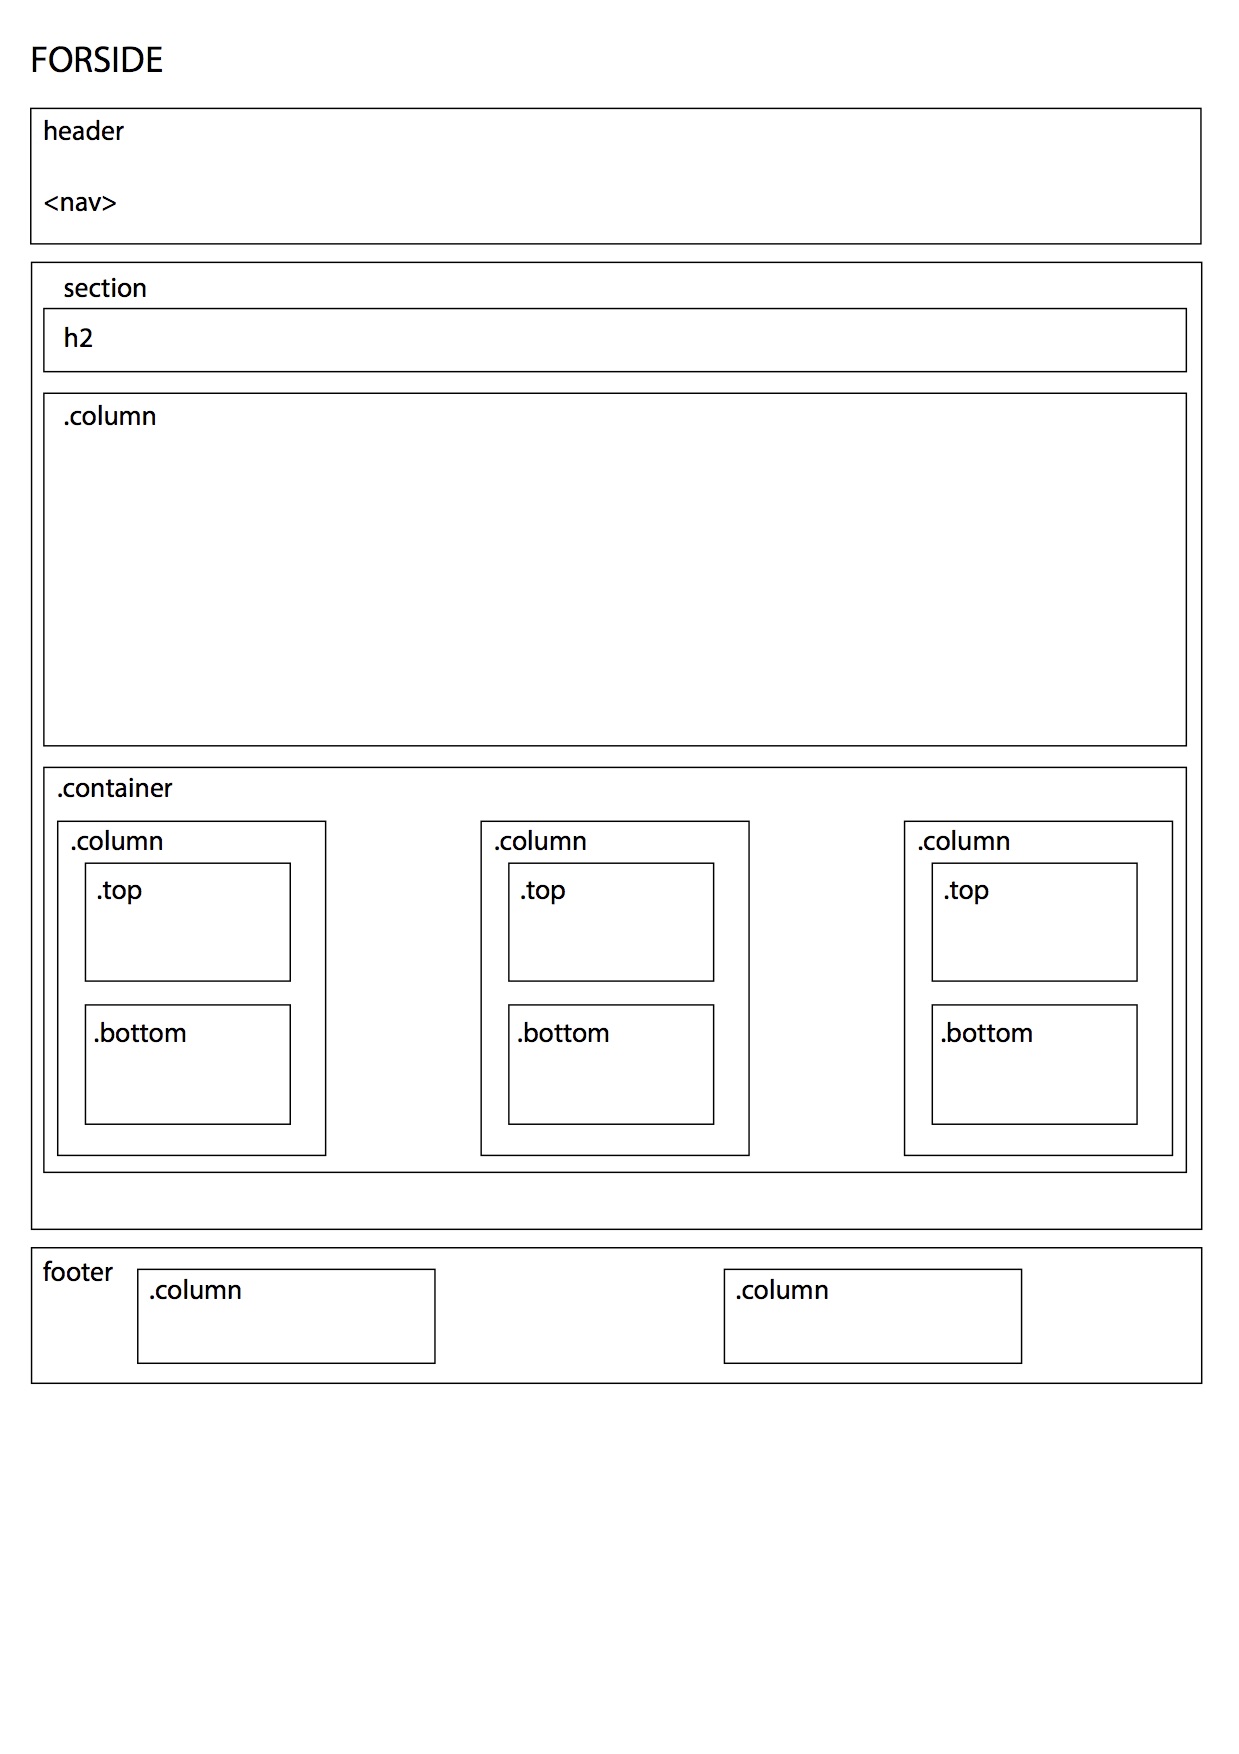 FORSIDE
header
<nav>
section
h2
.column
.container
.column .column .column
.top .top .top
.bottom .bottom .bottom
footer
.column .column